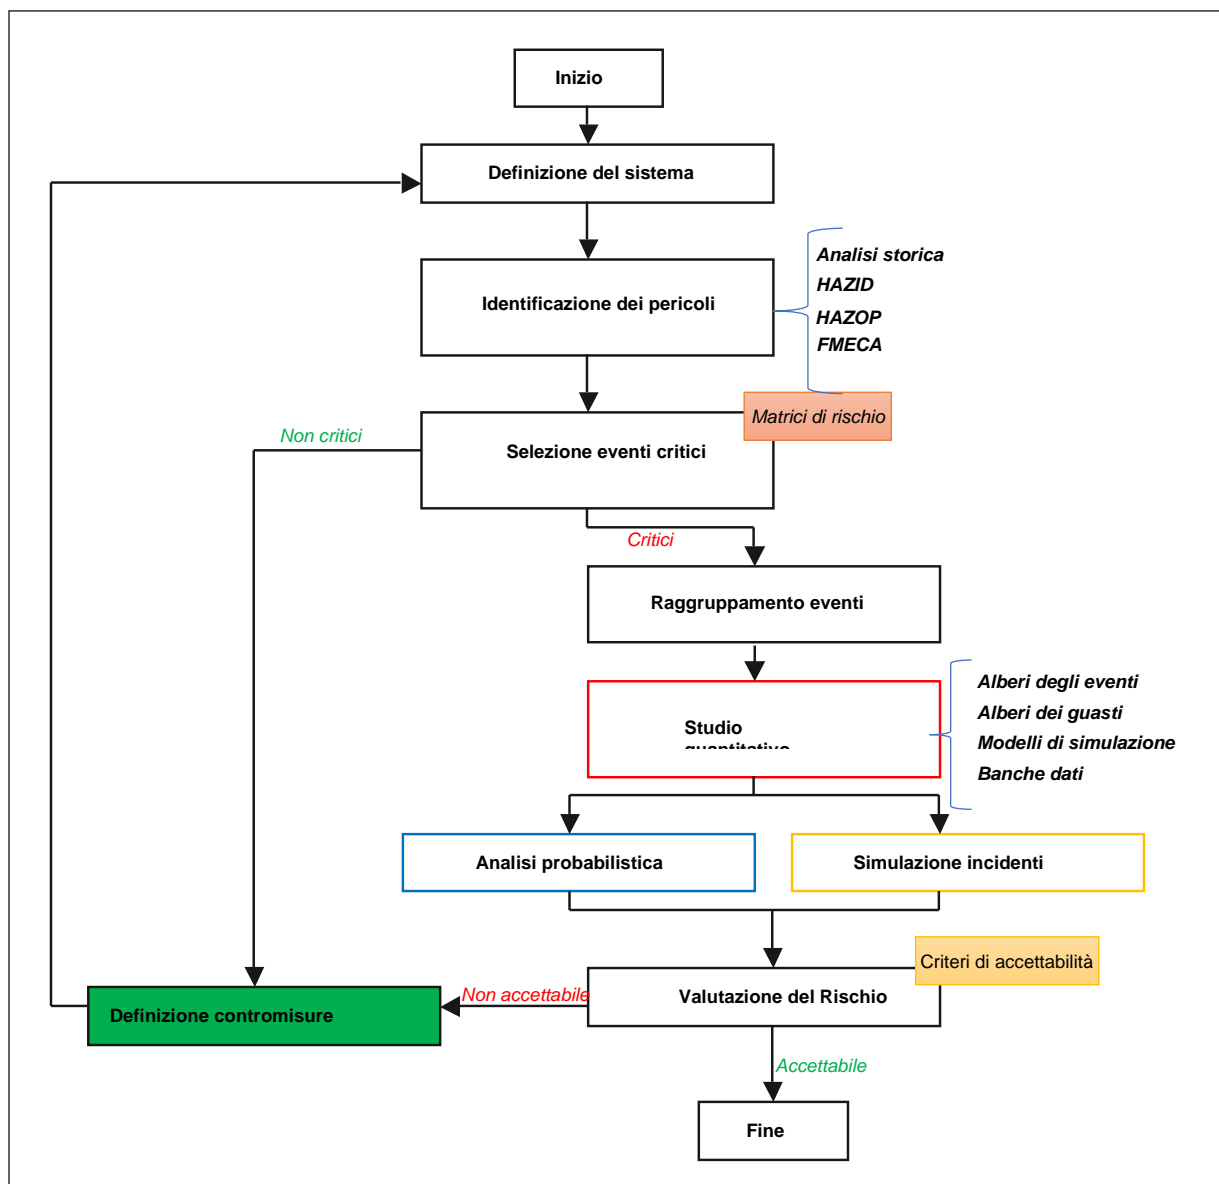 Inizio
Definizione del sistema
Identificazione dei pericoli
Analisi storica
HAZID
HAZOP
FMECA
Matrici di rischio
Non critici
Selezione eventi critici
Critici
Raggruppamento eventi
Studio
quantitativo
Alberi degli eventi
Alberi dei guasti
Modelli di simulazione
Banche dati
Analisi probabilistica
Simulazione incidenti
Criteri di accettabilità
Non accettabile
Valutazione del Rischio
Definizione contromisure
Accettabile
Fine